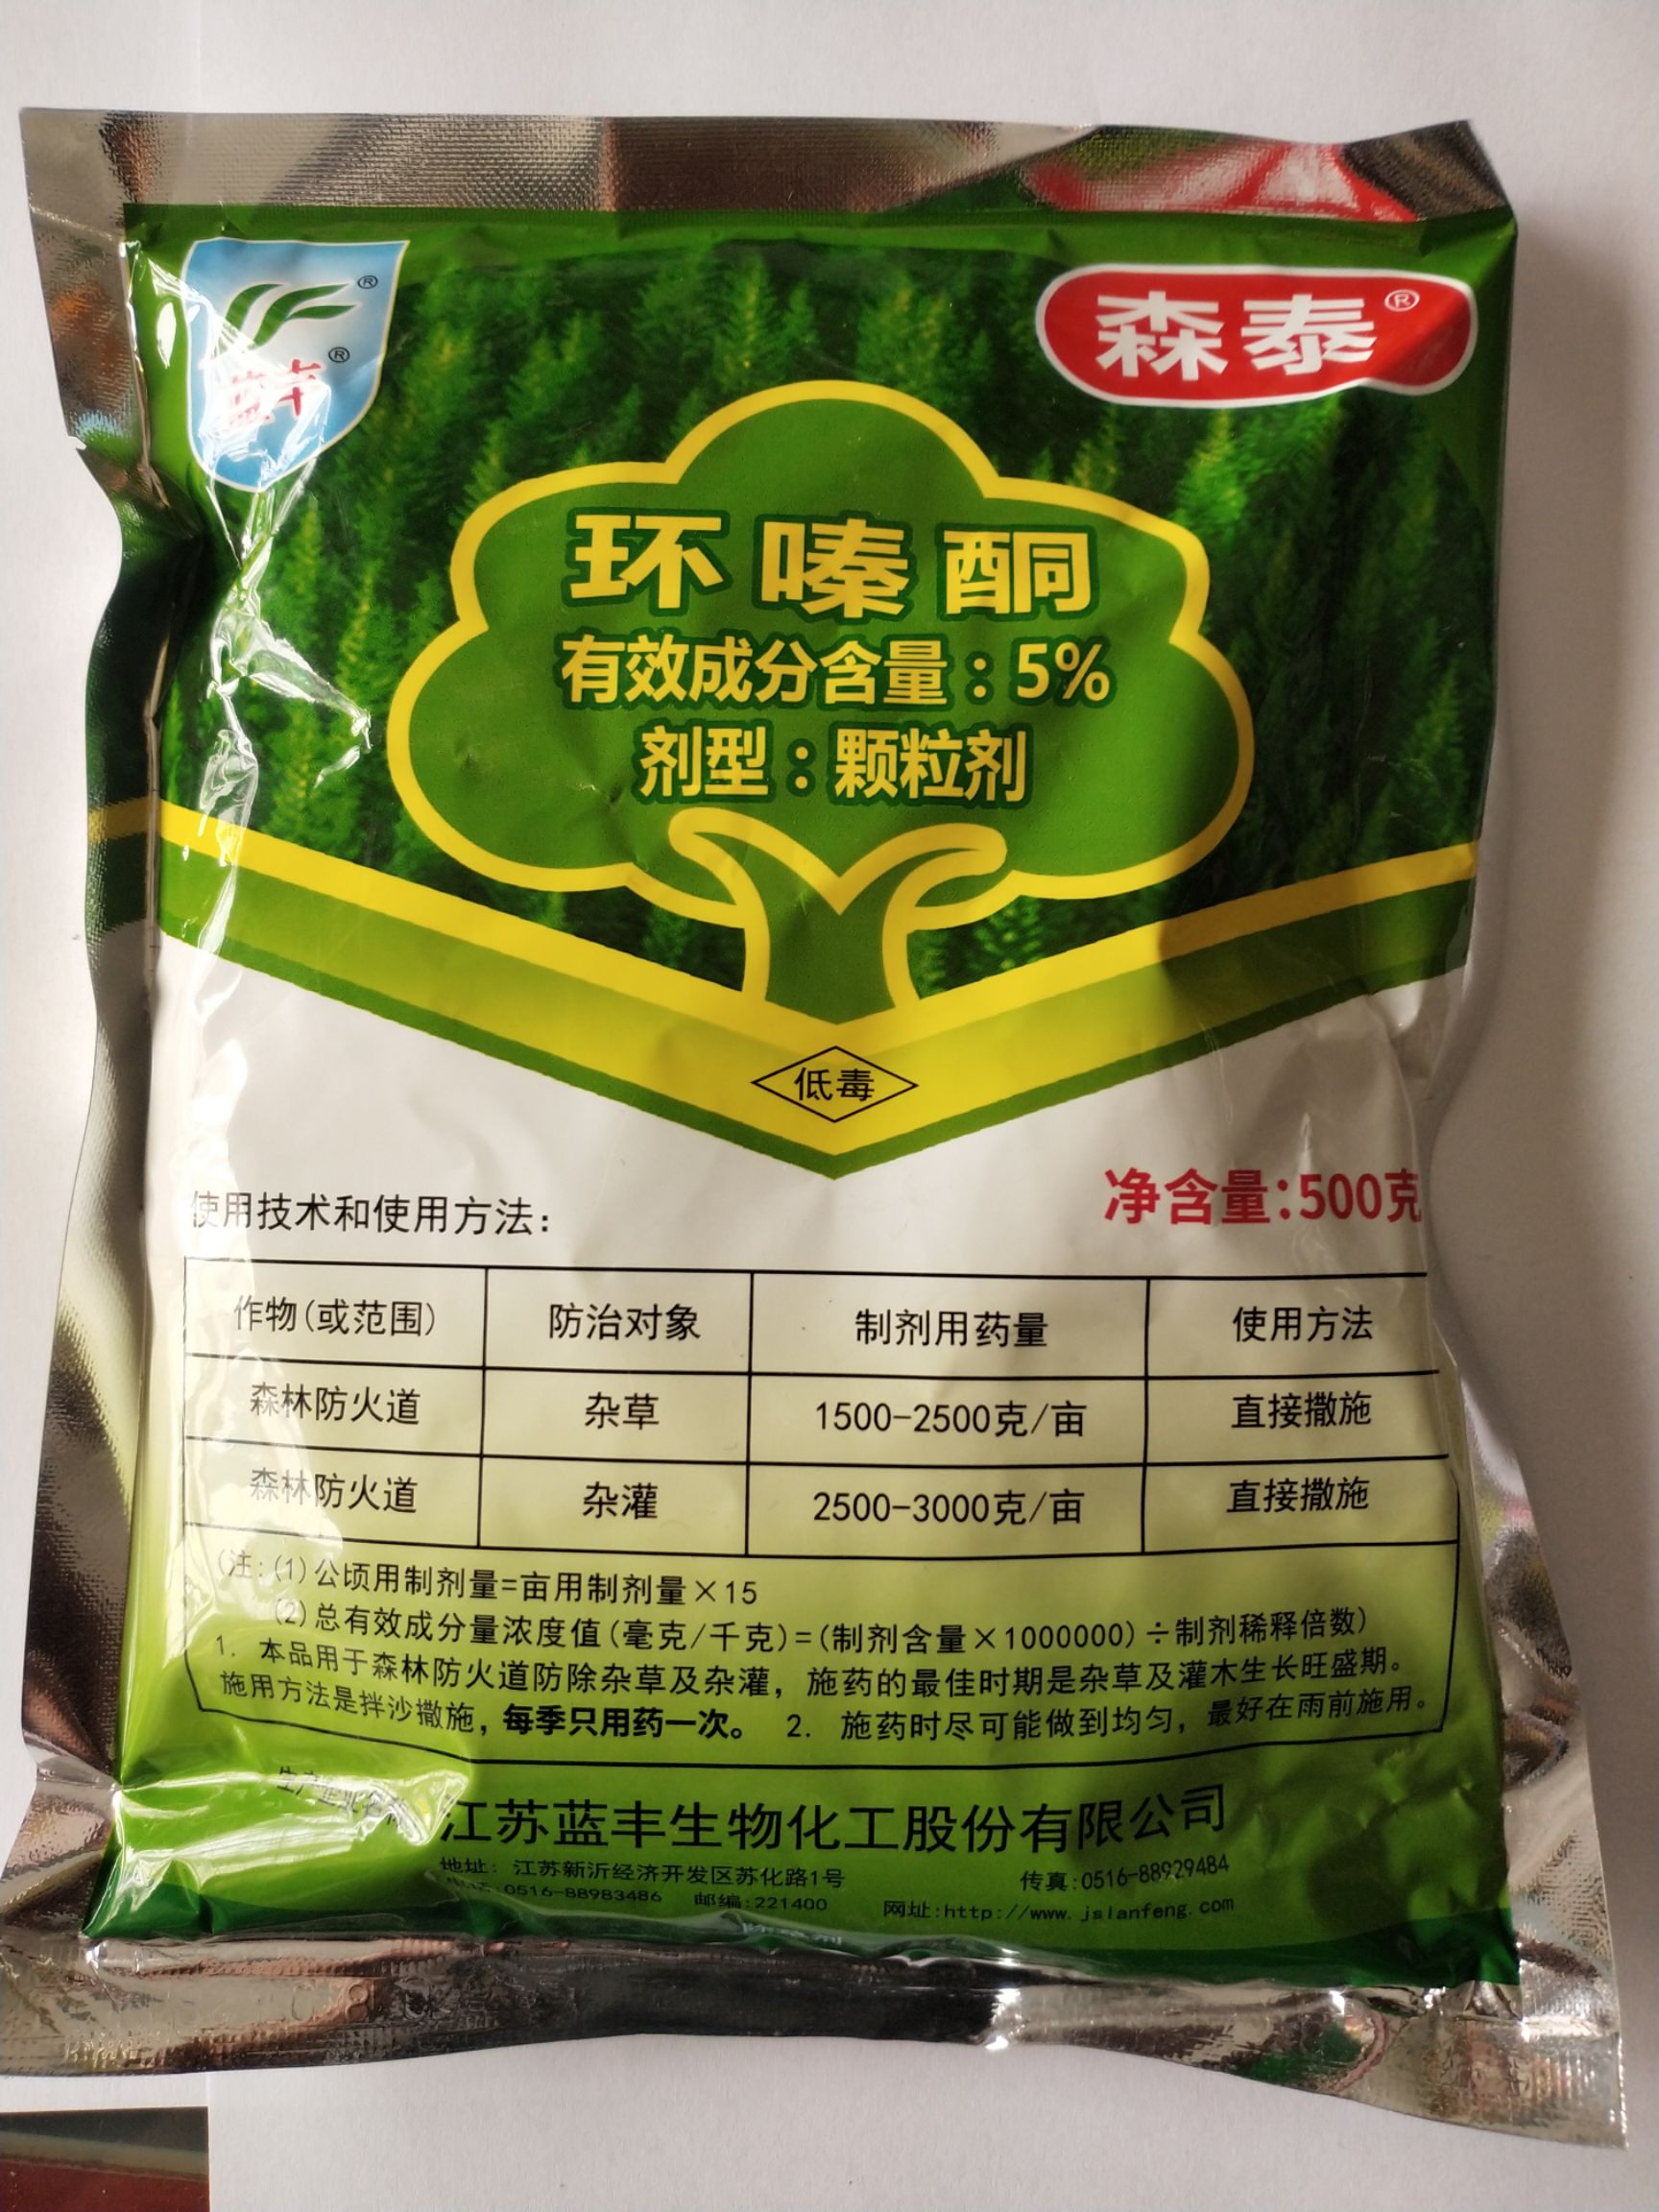 蓝丰®
森泰®
环嗪酮
有效成分含量：5%
剂型：颗粒剂
低毒
净含量:500克
使用技术和使用方法：
作物(或范围) 防治对象 制剂用药量 使用方法
森林防火道 杂草 1500-2500克/亩 直接撒施
森林防火道 杂灌 2500-3000克/亩 直接撒施
(注:(1)公顷用制剂量=亩用制剂量×15
(2)总有效成分量浓度值(毫克/千克)=(制剂含量×1000000)÷制剂稀释倍数)
1. 本品用于森林防火道防除杂草及杂灌，施药的最佳时期是杂草及灌木生长旺盛期。
施用方法是拌沙撒施，每季只用药一次。 2. 施药时尽可能做到均匀，最好在雨前施用。
生产企业名称
江苏蓝丰生物化工股份有限公司
地址：江苏新沂经济开发区苏化路1号 传真:0516-88929484
0516-88983486 邮编:221400 网址:http://www.jslanfeng.com
除草剂